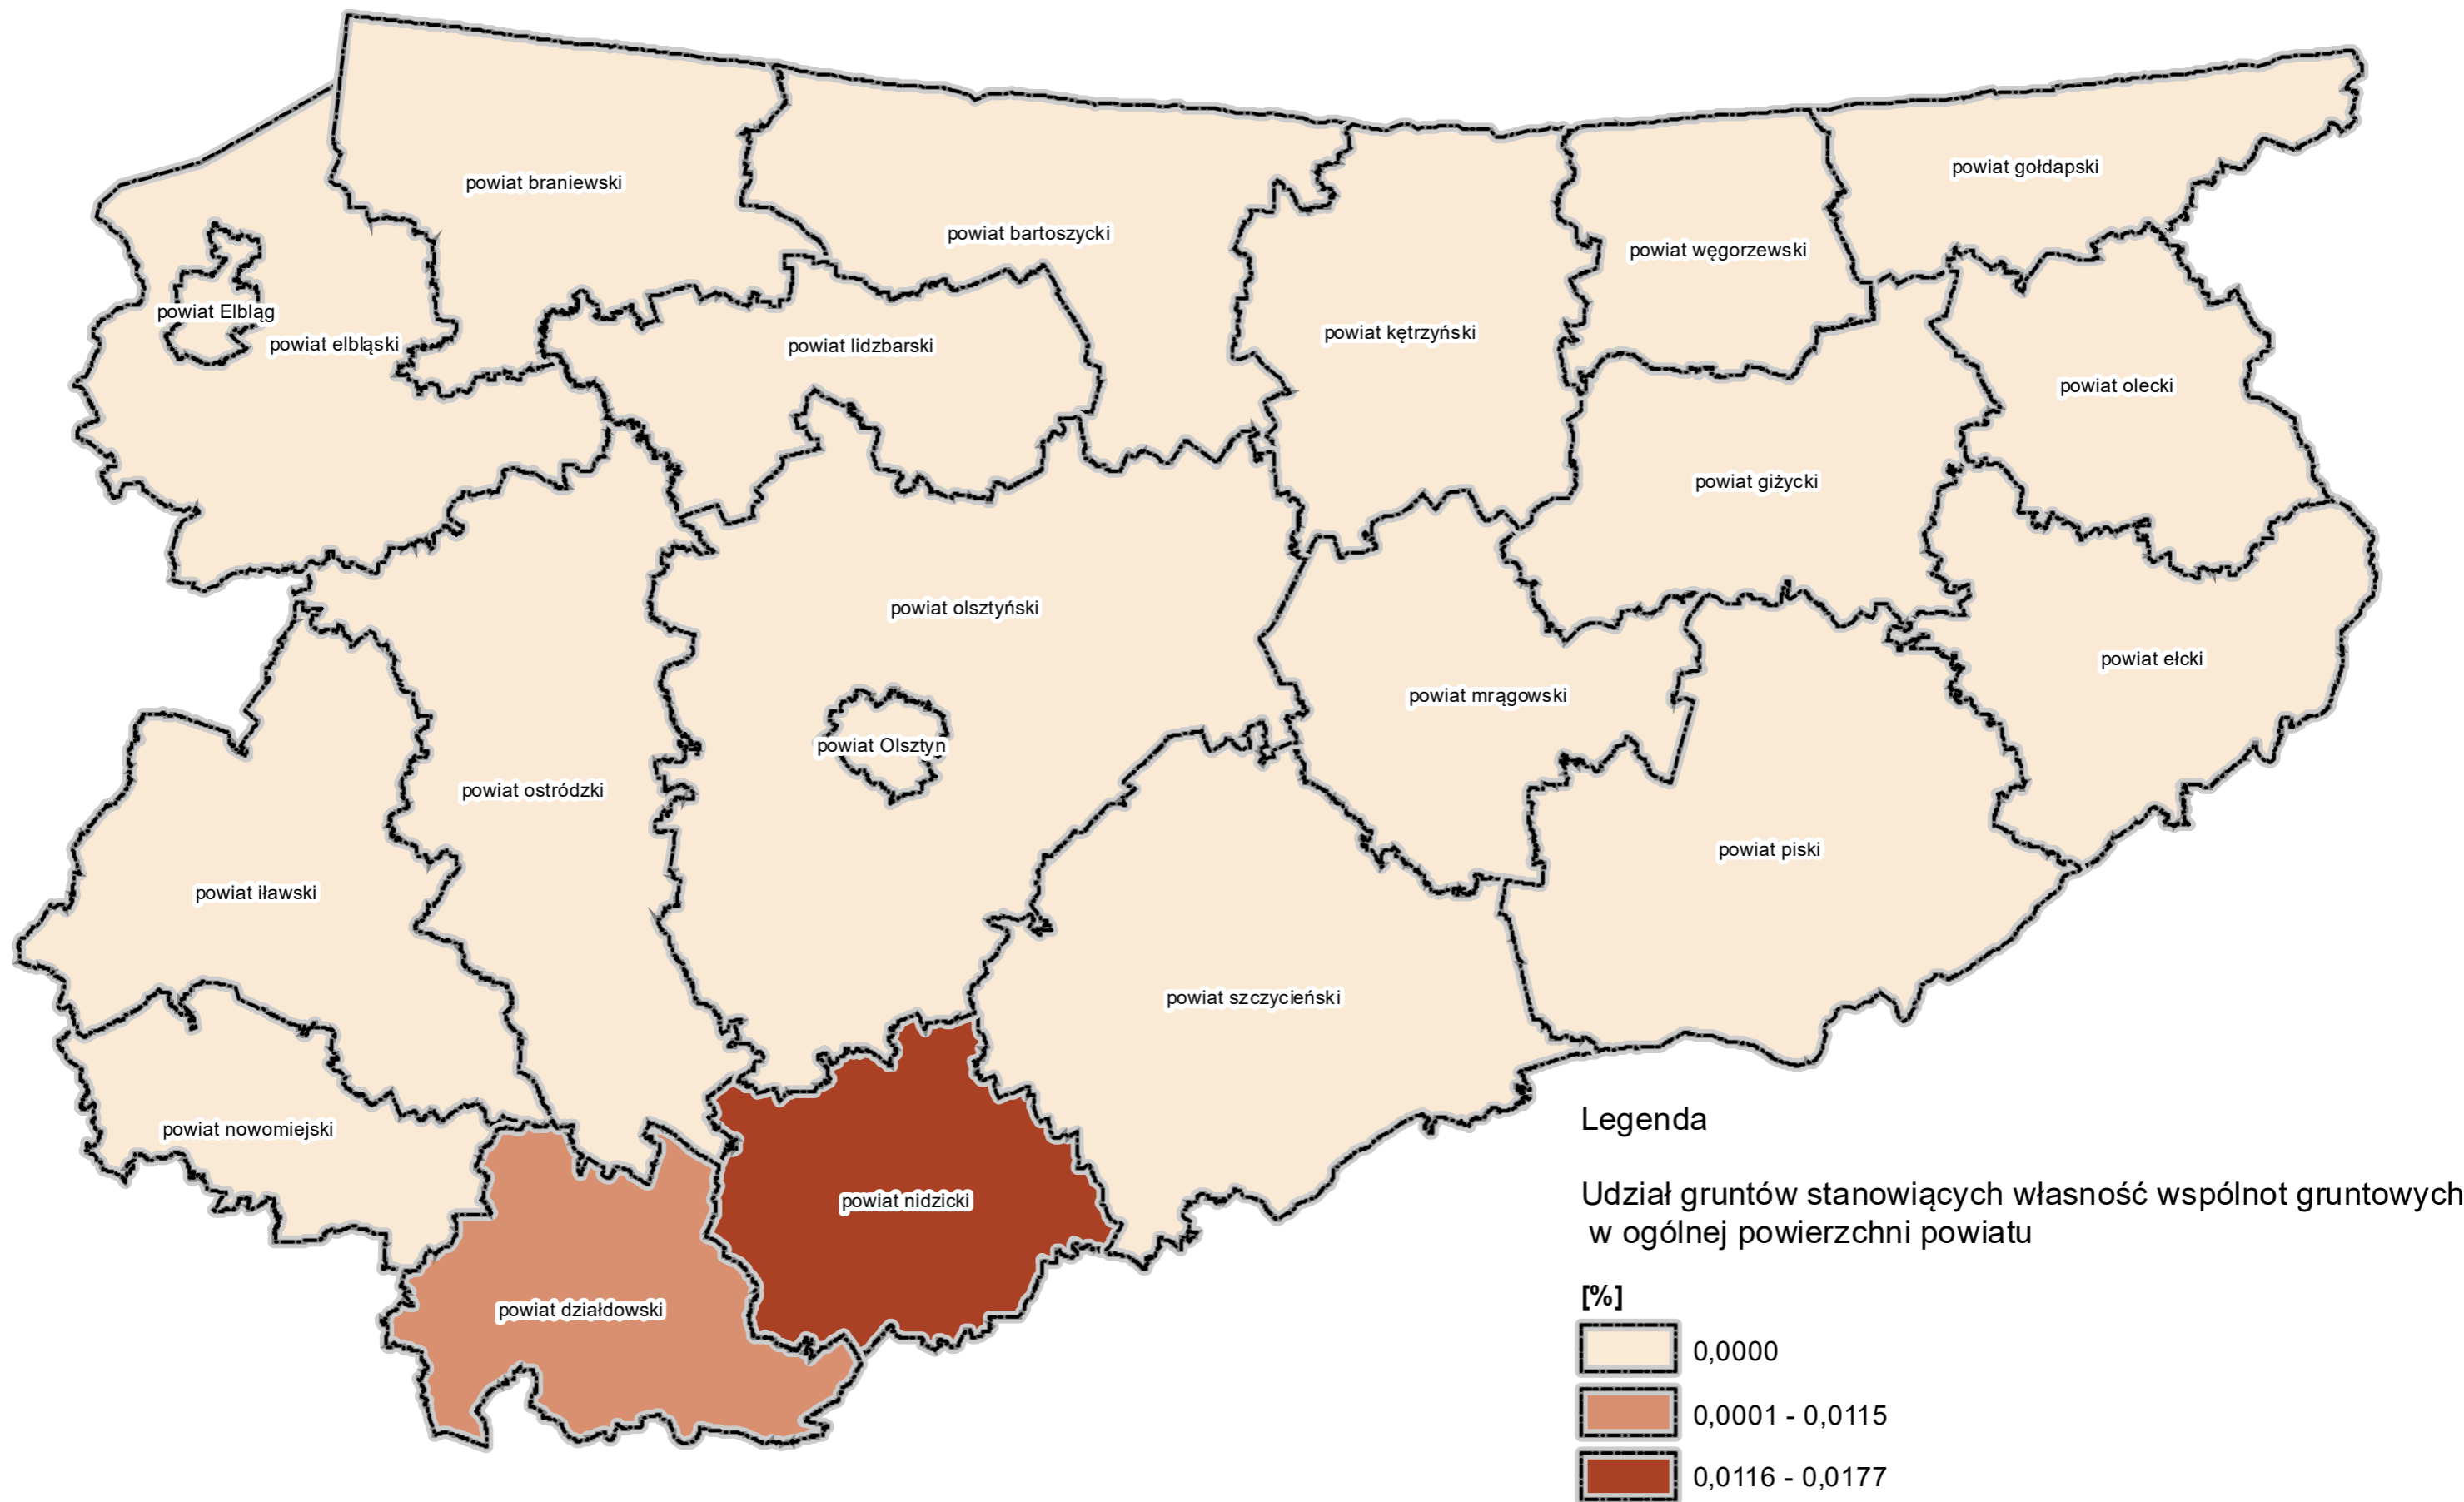 powiat gołdapski
powiat braniewski
powiat bartoszycki
powiat węgorzewski
powiat Elbląg
powiat kętrzyński
powiat elbląski
powiat lidzbarski
powiat olecki
powiat giżycki
powiat olsztyński
powiat ełcki
powiat mrągowski
powiat Olsztyn
powiat ostródzki
powiat piski
powiat iławski
powiat szczycieński
powiat nowomiejski
powiat nidzicki
powiat działdowski
Legenda
Udział gruntów stanowiących własność wspólnot gruntowych
w ogólnej powierzchni powiatu
[%]
0,0000
0,0001 - 0,0115
0,0116 - 0,0177